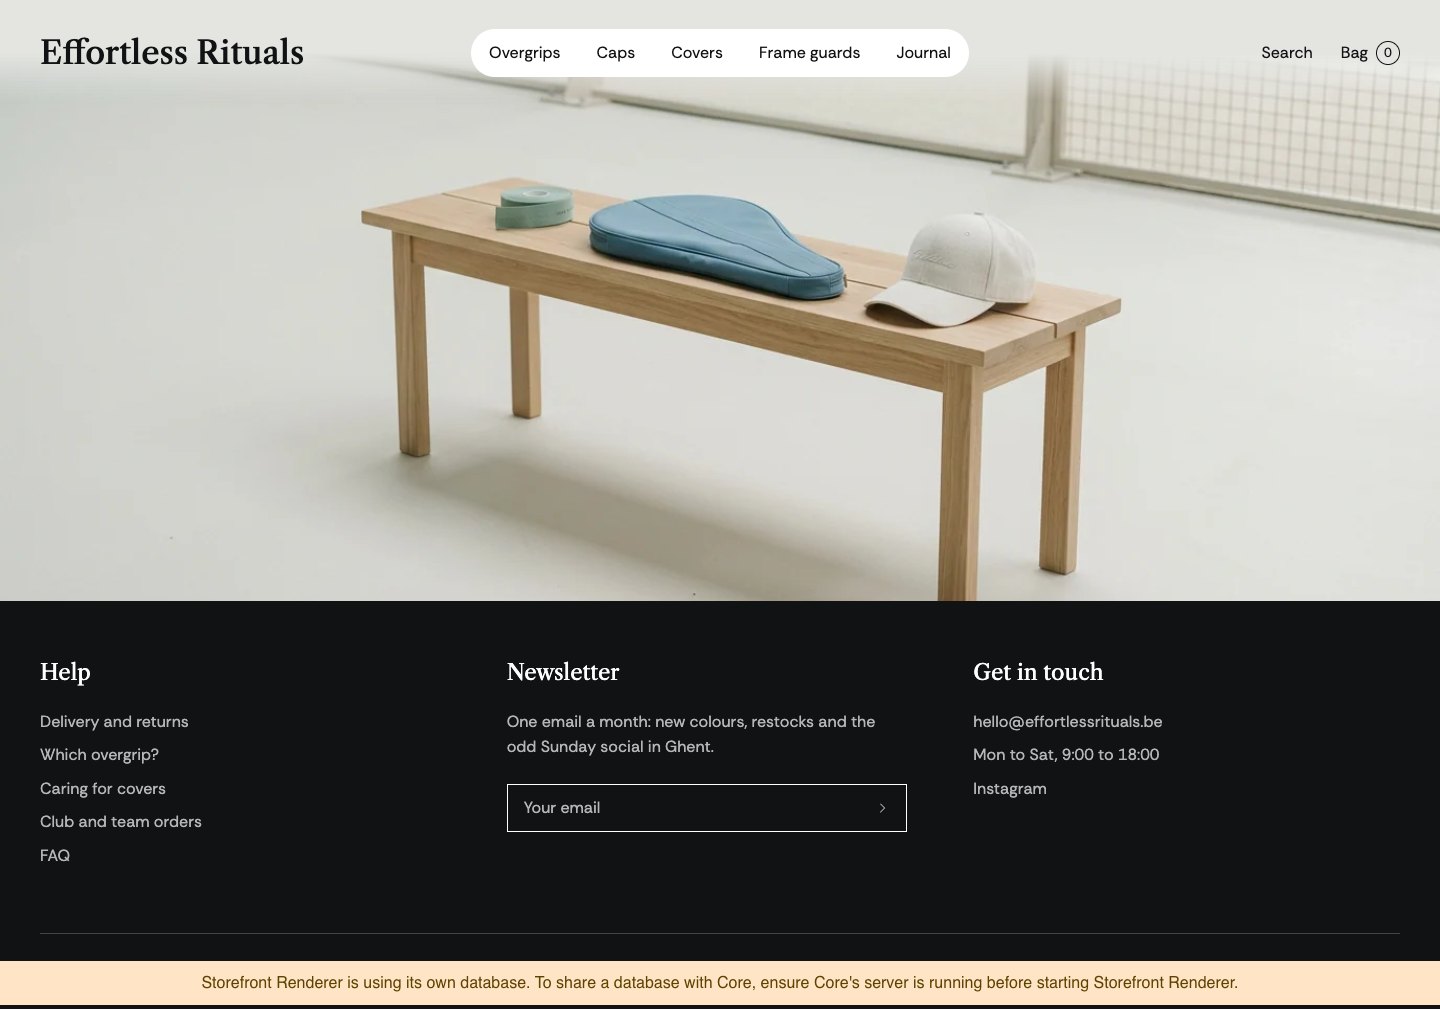 Effortless Rituals
Overgrips Caps Covers Frame guards Journal
Search Bag 0
Help
Delivery and returns
Which overgrip?
Caring for covers
Club and team orders
FAQ
Newsletter
One email a month: new colours, restocks and the
odd Sunday social in Ghent.
Your email
Get in touch
hello@effortlessrituals.be
Mon to Sat, 9:00 to 18:00
Instagram
Storefront Renderer is using its own database. To share a database with Core, ensure Core's server is running before starting Storefront Renderer.